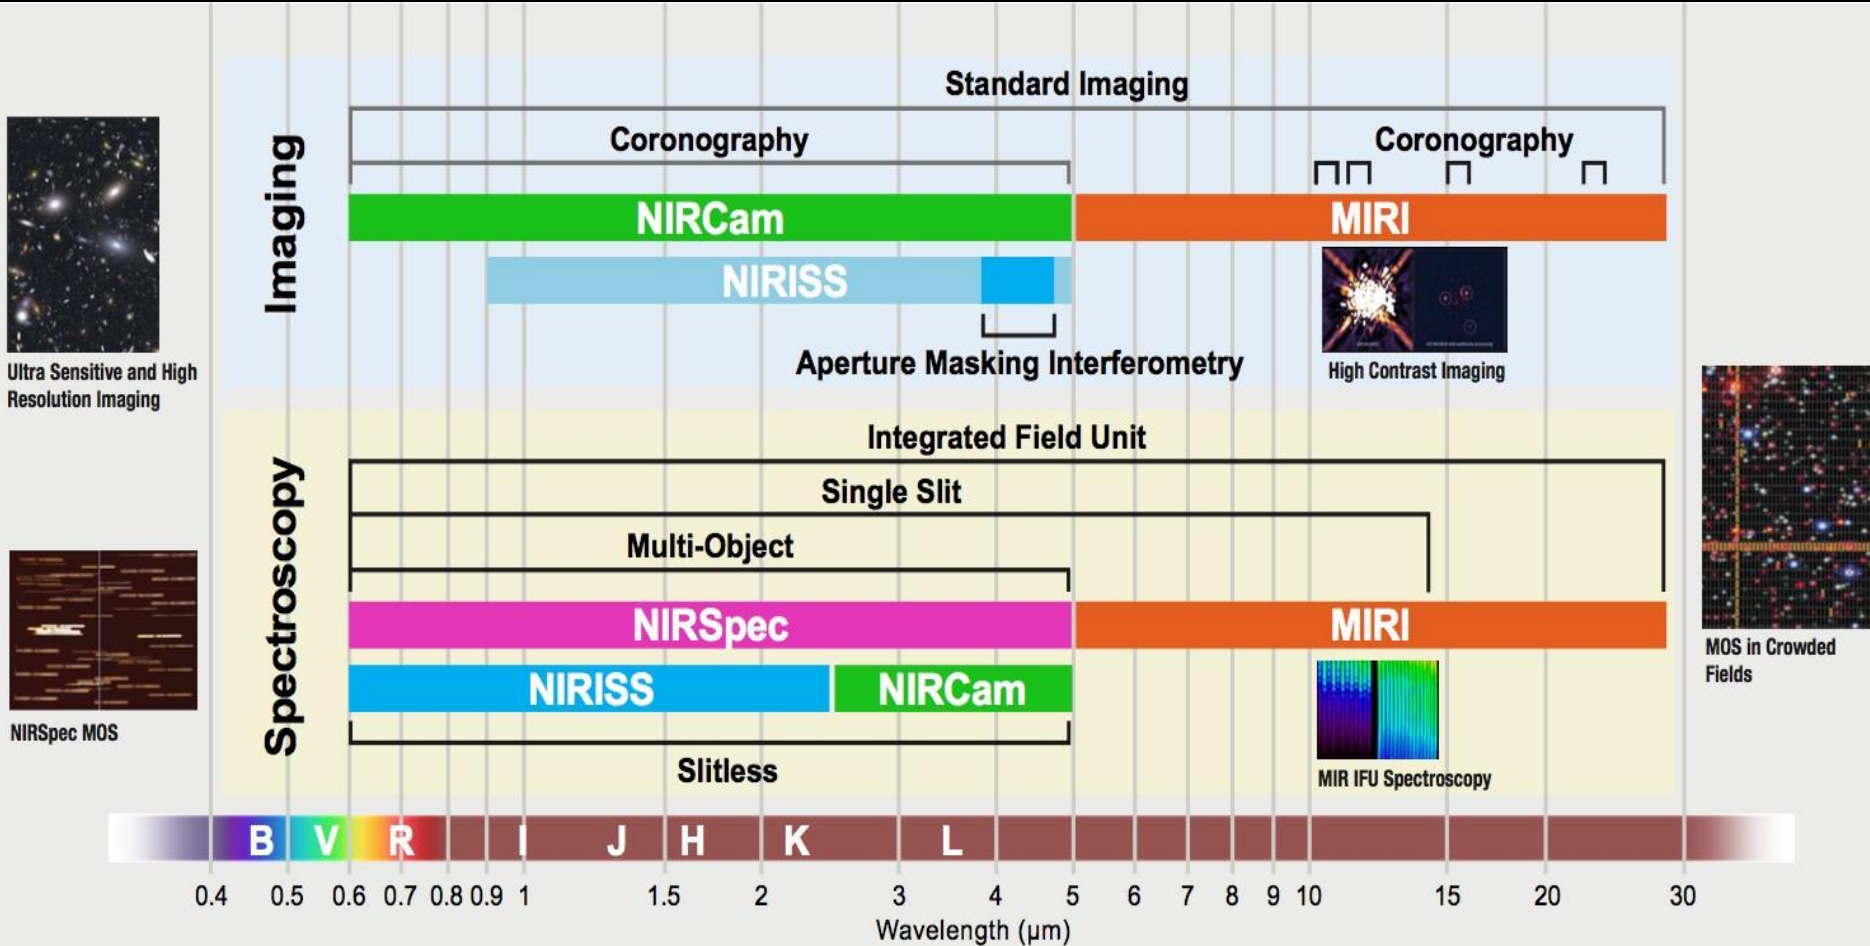 Standard Imaging
Coronography
Coronography
Imaging
NIRCam
MIRI
NIRISS
Aperture Masking Interferometry
High Contrast Imaging
Ultra Sensitive and High
Resolution Imaging
Integrated Field Unit
Single Slit
Multi-Object
Spectroscopy
NIRSpec
MIRI
NIRISS
NIRCam
Slitless
MIR IFU Spectroscopy
NIRSpec MOS
MOS in Crowded
Fields
B V R I J H K L
0.4 0.5 0.6 0.7 0.8 0.9 1 1.5 2 3 4 5 6 7 8 9 10 15 20 30
Wavelength (µm)